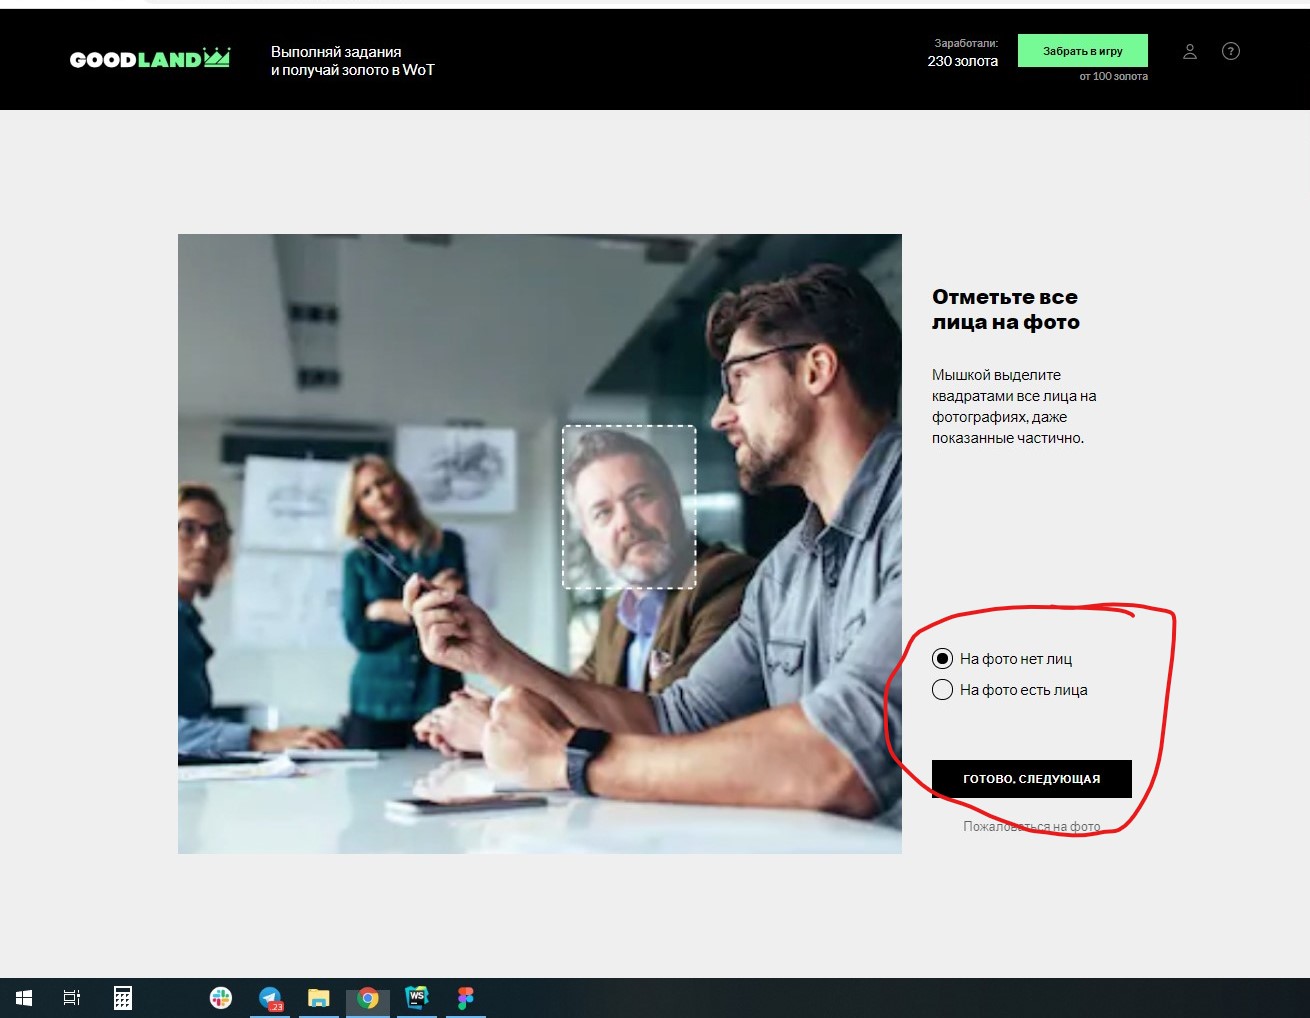 GOODLAND
Выполняй задания
и получай золото в WoT
Заработали:
230 золота
Забрать в игру
от 100 золота
?
Отметьте все
лица на фото
Мышкой выделите
квадратами все лица на
фотографиях, даже
показанные частично.
На фото нет лиц
На фото есть лица
ГОТОВО, СЛЕДУЮЩАЯ
Пожаловаться на фото
23
WS